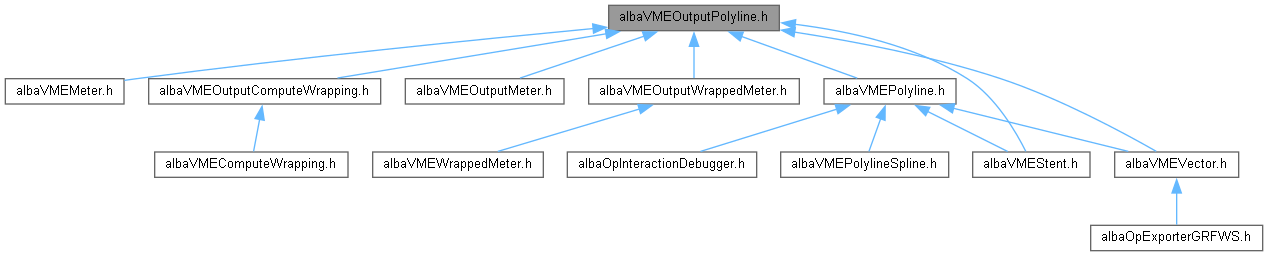 albaVMEOutputPolyline.h
albaVMEMeter.h
albaVMEOutputComputeWrapping.h
albaVMEOutputMeter.h
albaVMEOutputWrappedMeter.h
albaVMEPolyline.h
albaVMEComputeWrapping.h
albaVMEWrappedMeter.h
albaOpInteractionDebugger.h
albaVMEPolylineSpline.h
albaVMEStent.h
albaVMEVector.h
albaOpExporterGRFWS.h